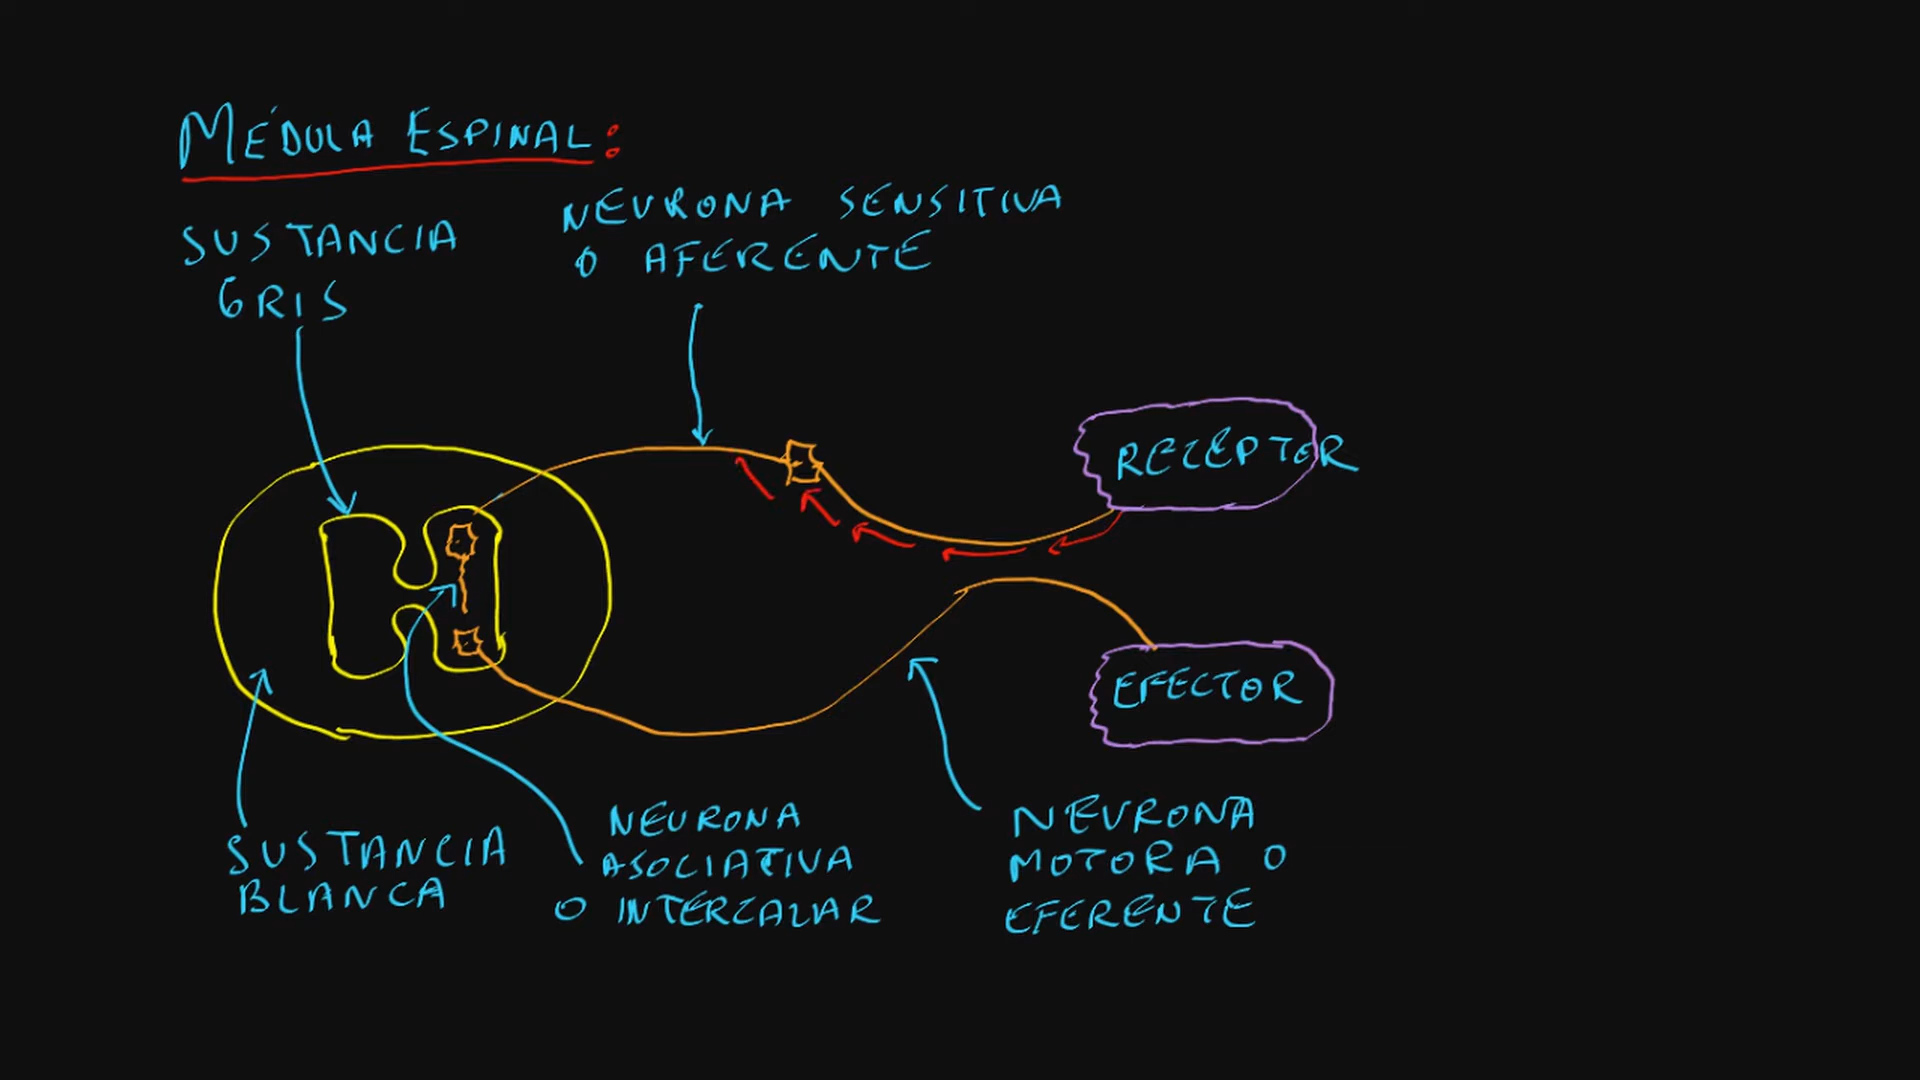 MÉDULA ESPINAL:
SUSTANCIA
GRIS
NEURONA SENSITIVA
O AFERENTE
RECEPTOR
EFECTOR
SUSTANCIA
BLANCA
NEURONA
ASOCIATIVA
O INTERCALAR
NEURONA
MOTORA O
EFERENTE